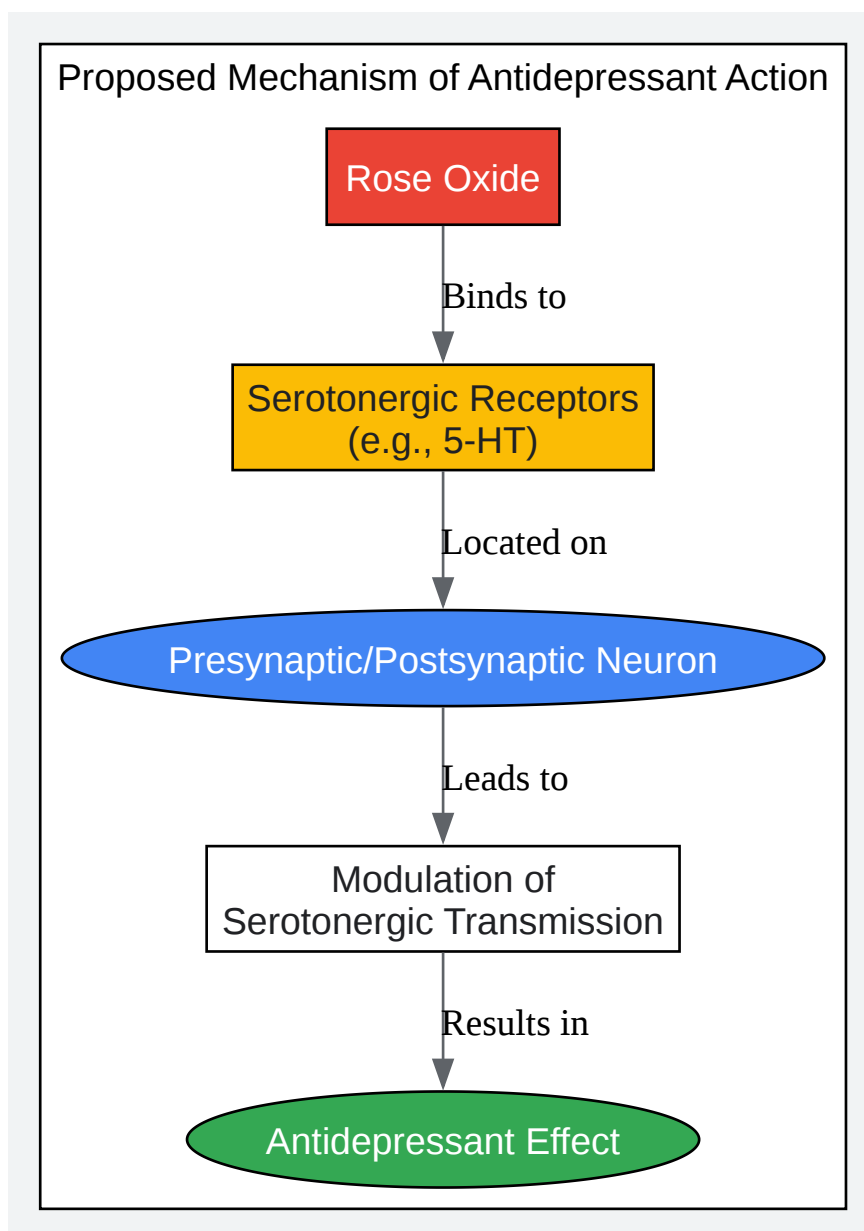 Proposed Mechanism of Antidepressant Action
Rose Oxide
Binds to
Serotonergic Receptors
(e.g., 5-HT)
Located on
Presynaptic/Postsynaptic Neuron
Leads to
Modulation of
Serotonergic Transmission
Results in
Antidepressant Effect